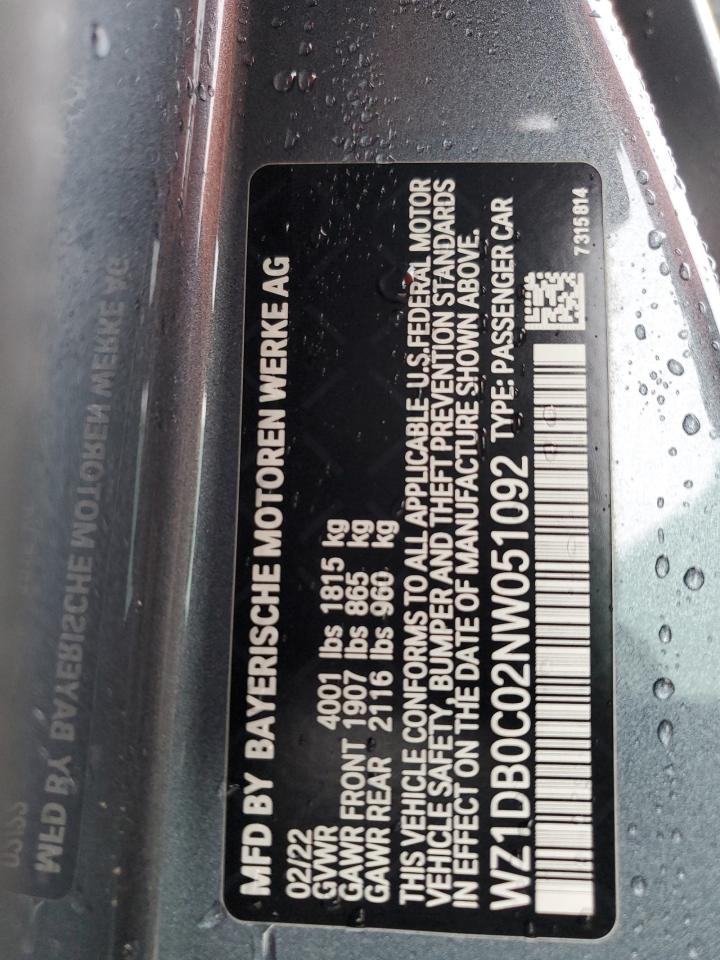 MFD BY BAYERISCHE MOTOREN WERKE AG
02/22
GVWR 4001 lbs 1815 kg
GAWR FRONT 1907 lbs 865 kg
GAWR REAR 2116 lbs 960 kg
THIS VEHICLE CONFORMS TO ALL APPLICABLE U.S.FEDERAL MOTOR
VEHICLE SAFETY, BUMPER AND THEFT PREVENTION STANDARDS
IN EFFECT ON THE DATE OF MANUFACTURE SHOWN ABOVE.
WZ1DB0C02NW051092 TYPE: PASSENGER CAR
7315814
MFD BY BAYERISCHE MOTOREN WERKE AG
02/22